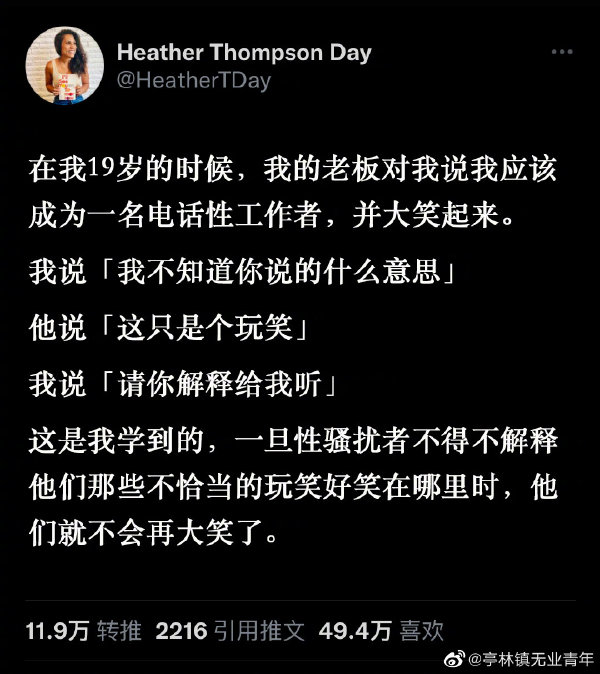 Heather Thompson Day
@HeatherTDay
在我19岁的时候，我的老板对我说我应该
成为一名电话性工作者，并大笑起来。
我说「我不知道你说的什么意思」
他说「这只是个玩笑」
我说「请你解释给我听」
这是我学到的，一旦性骚扰者不得不解释
他们那些不恰当的玩笑好笑在哪里时，他
们就不会再大笑了。
11.9万 转推 2216 引用推文 49.4万 喜欢
@亭林镇无业青年